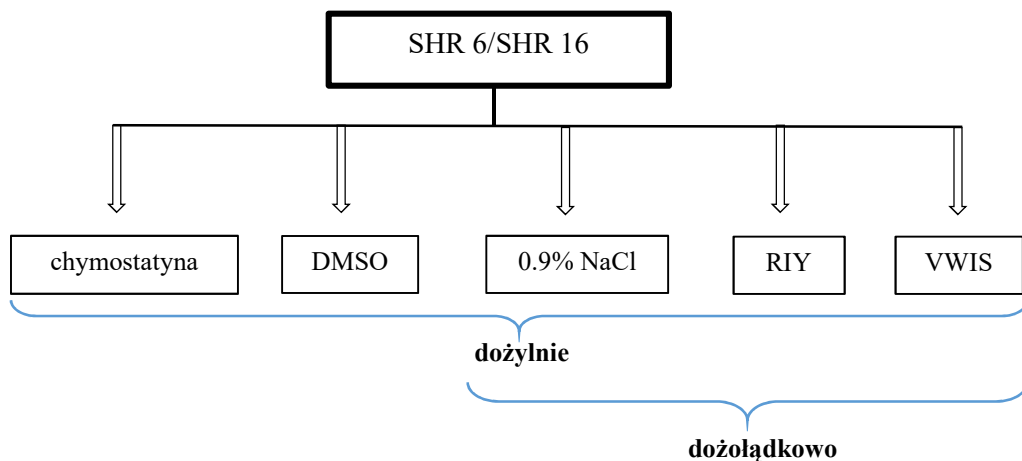 SHR 6/SHR 16
chymostatyna
DMSO
0.9% NaCl
RIY
VWIS
dożylnie
dożołądkowo